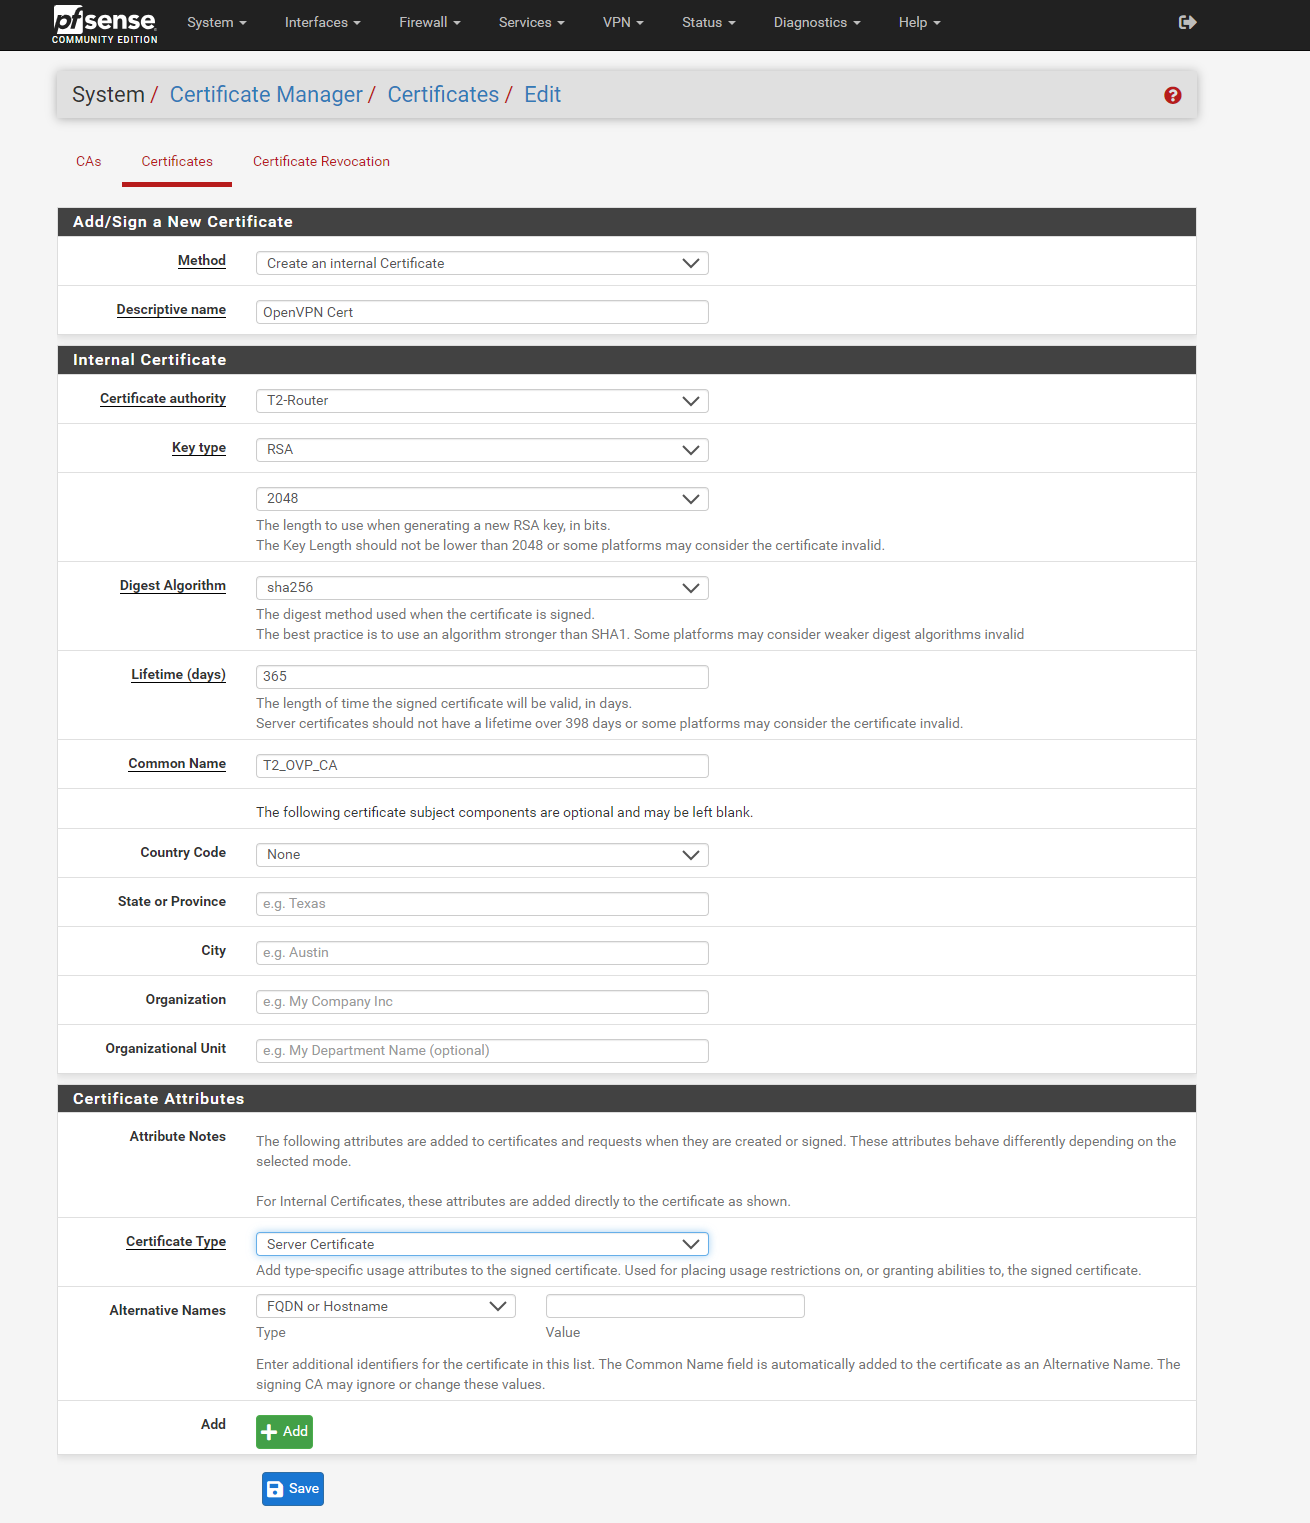 pfsense
COMMUNITY EDITION
System Interfaces Firewall Services VPN Status Diagnostics Help
System / Certificate Manager / Certificates / Edit
CAs Certificates Certificate Revocation
Add/Sign a New Certificate
Method Create an internal Certificate
Descriptive name OpenVPN Cert
Internal Certificate
Certificate authority T2-Router
Key type RSA
2048
The length to use when generating a new RSA key, in bits.
The Key Length should not be lower than 2048 or some platforms may consider the certificate invalid.
Digest Algorithm sha256
The digest method used when the certificate is signed.
The best practice is to use an algorithm stronger than SHA1. Some platforms may consider weaker digest algorithms invalid
Lifetime (days) 365
The length of time the signed certificate will be valid, in days.
Server certificates should not have a lifetime over 398 days or some platforms may consider the certificate invalid.
Common Name T2_OVP_CA
The following certificate subject components are optional and may be left blank.
Country Code None
State or Province e.g. Texas
City e.g. Austin
Organization e.g. My Company Inc
Organizational Unit e.g. My Department Name (optional)
Certificate Attributes
Attribute Notes The following attributes are added to certificates and requests when they are created or signed. These attributes behave differently depending on the
selected mode.
For Internal Certificates, these attributes are added directly to the certificate as shown.
Certificate Type Server Certificate
Add type-specific usage attributes to the signed certificate. Used for placing usage restrictions on, or granting abilities to, the signed certificate.
Alternative Names FQDN or Hostname
Type Value
Enter additional identifiers for the certificate in this list. The Common Name field is automatically added to the certificate as an Alternative Name. The
signing CA may ignore or change these values.
Add Add
Save